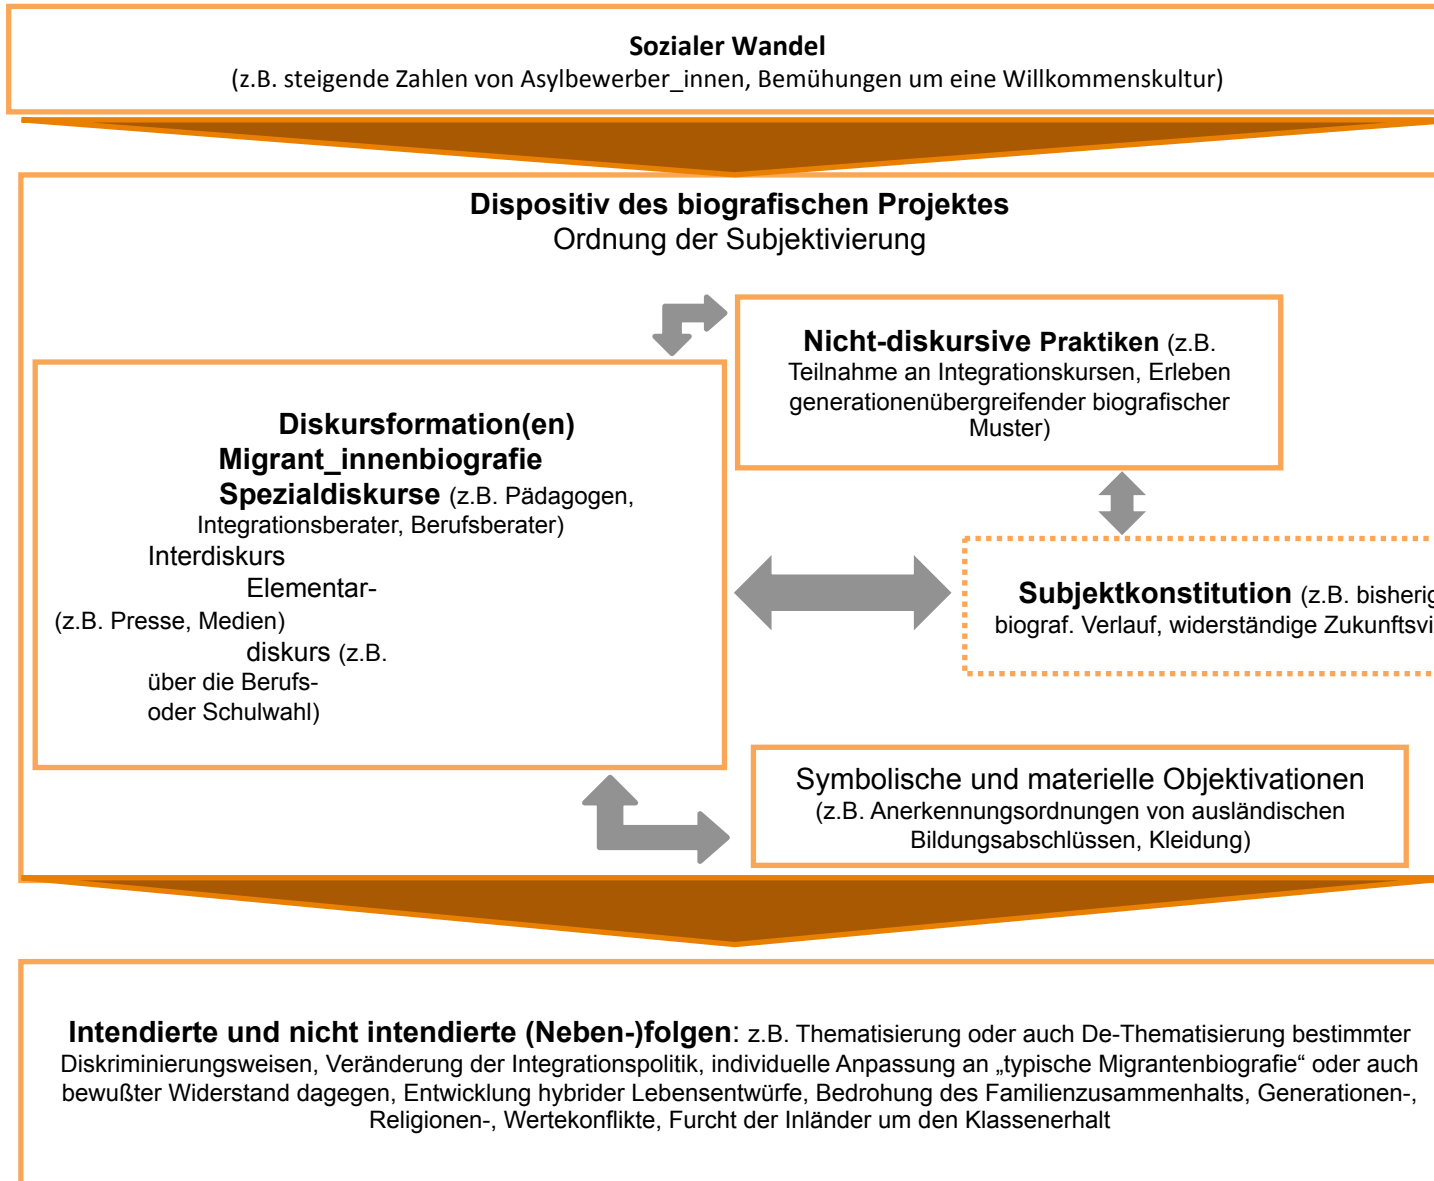 Sozialer Wandel
(z.B. steigende Zahlen von Asylbewerber_innen, Bemühungen um eine Willkommenskultur)
Dispositiv des biografischen Projektes
Ordnung der Subjektivierung
Nicht-diskursive Praktiken (z.B.
Teilnahme an Integrationskursen, Erleben
generationenübergreifender biografischer
Muster)
Diskursformation(en)
Migrant_innenbiografie
Spezialdiskurse (z.B. Pädagogen,
Integrationsberater, Berufsberater)
Interdiskurs
Elementar-
(z.B. Presse, Medien)
diskurs (z.B.
über die Berufs-
oder Schulwahl)
Subjektkonstitution (z.B.
biograf. Verlauf, widerständige
Symbolische und materielle Objektivationen
(z.B. Anerkennungsordnungen von ausländischen
Bildungsabschlüssen, Kleidung)
Intendierte und nicht intendierte (Neben-)folgen: z.B. Thematisierung oder auch De-Thematisierung bestimmter
Diskriminierungsweisen, Veränderung der Integrationspolitik, individuelle Anpassung an „typische Migrantenbiografie“ oder auch
bewußter Widerstand dagegen, Entwicklung hybrider Lebensentwürfe, Bedrohung des Familienzusammenhalts, Generationen-,
Religionen-, Wertekonflikte, Furcht der Inländer um den Klassenerhalt